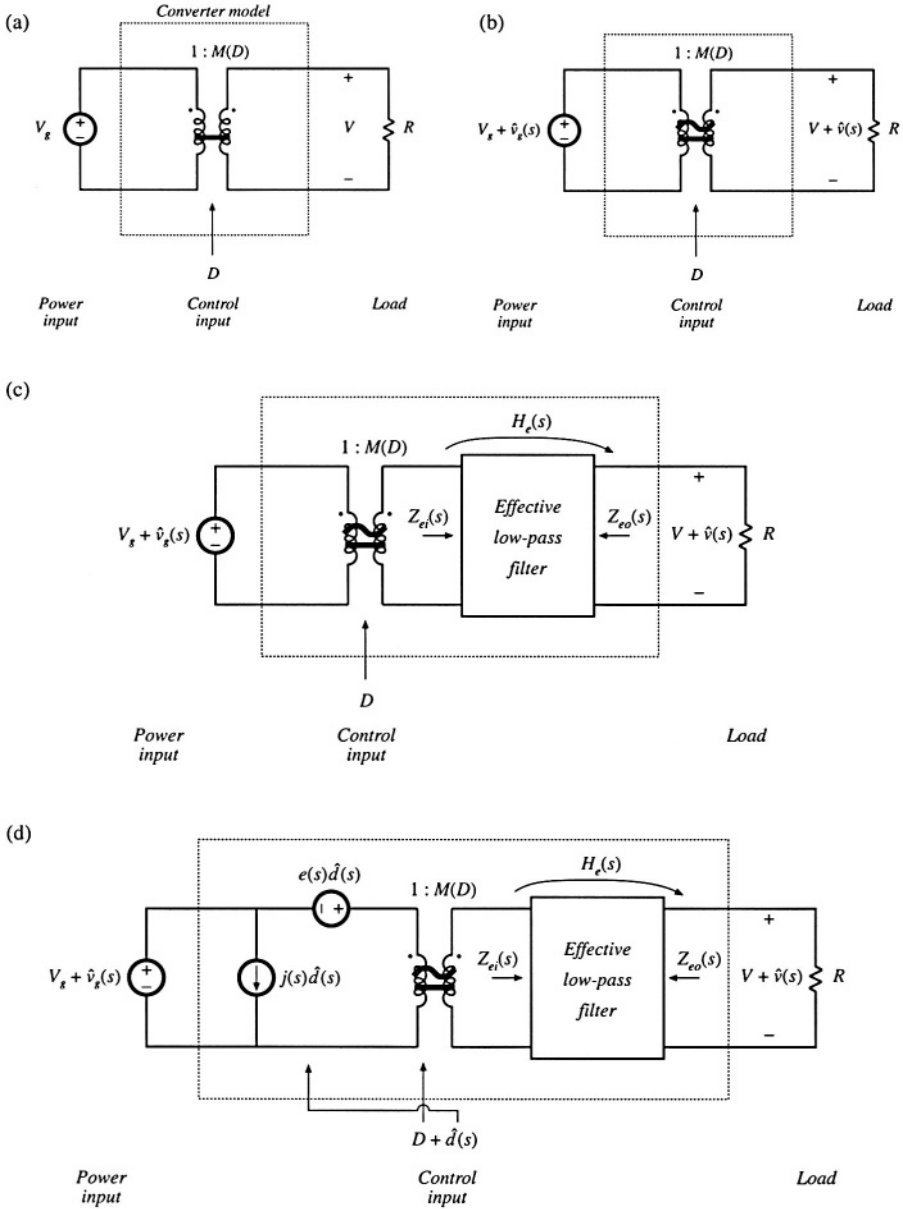 (a)
Converter model
1 : M(D)
V_g
+
−
+
V
−
R
D
Power
input
Control
input
Load
(b)
1 : M(D)
V_g + v̂_g(s)
+
−
+
V + v̂(s)
−
R
D
Power
input
Control
input
Load
(c)
H_e(s)
1 : M(D)
V_g + v̂_g(s)
+
−
Z_ei(s)
Effective
low-pass
filter
Z_eo(s)
+
V + v̂(s)
−
R
D
Power
input
Control
input
Load
(d)
H_e(s)
e(s)d̂(s)
− +
1 : M(D)
V_g + v̂_g(s)
+
−
j(s)d̂(s)
Z_ei(s)
Effective
low-pass
filter
Z_eo(s)
+
V + v̂(s)
−
R
D + d̂(s)
Power
input
Control
input
Load